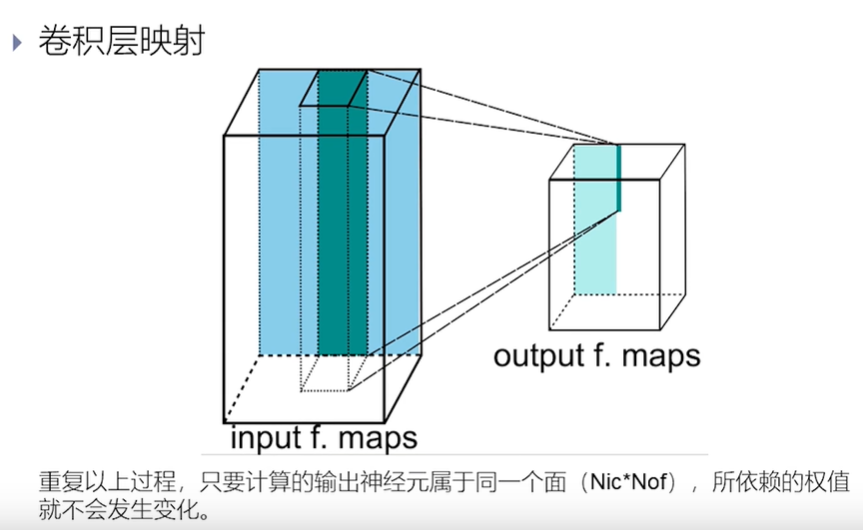 卷积层映射
input f. maps
output f. maps
重复以上过程，只要计算的输出神经元属于同一个面（Nic*Nof），所依赖的权值
就不会发生变化。